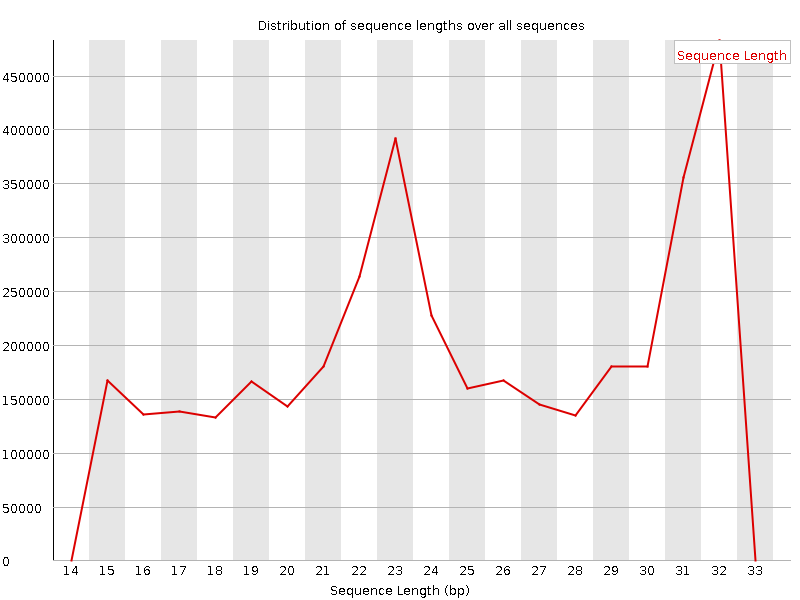 Distribution of sequence lengths over all sequences
Sequence Length
450000
400000
350000
300000
250000
200000
150000
100000
50000
0
14 15 16 17 18 19 20 21 22 23 24 25 26 27 28 29 30 31 32 33
Sequence Length (bp)